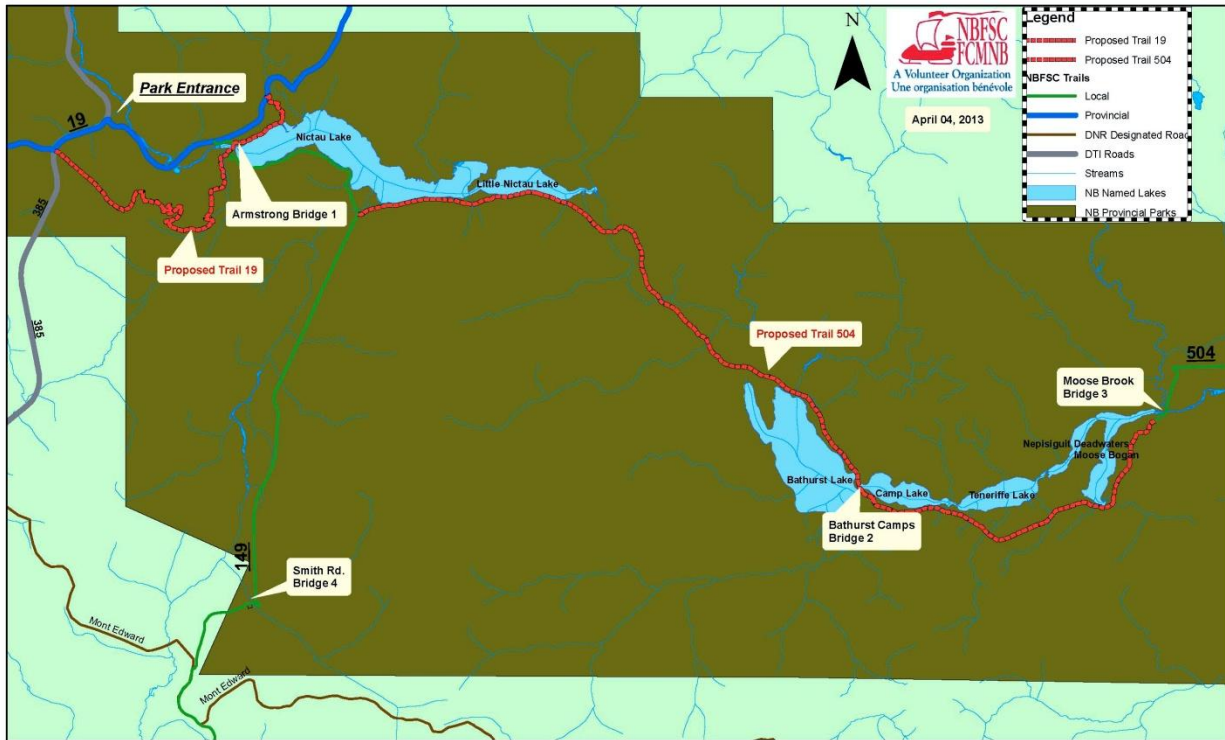 N
NBFSC
FCMNB
A Volunteer Organization
Une organisation bénévole
April 04, 2013
Legend
Proposed Trail 19
Proposed Trail 504
NBFSC Trails
Local
Provincial
DNR Designated Road
DTI Roads
Streams
NB Named Lakes
NB Provincial Parks
Park Entrance
19
Nictau Lake
Little Nictau Lake
Armstrong Bridge 1
385
Proposed Trail 19
385
Proposed Trail 504
504
Moose Brook
Bridge 3
Nepisiguit Deadwaters
Moose Bogan
Bathurst Lake
Camp Lake
Teneriffe Lake
Bathurst Camps
Bridge 2
149
Smith Rd.
Bridge 4
Mont Edward
Mont Edward